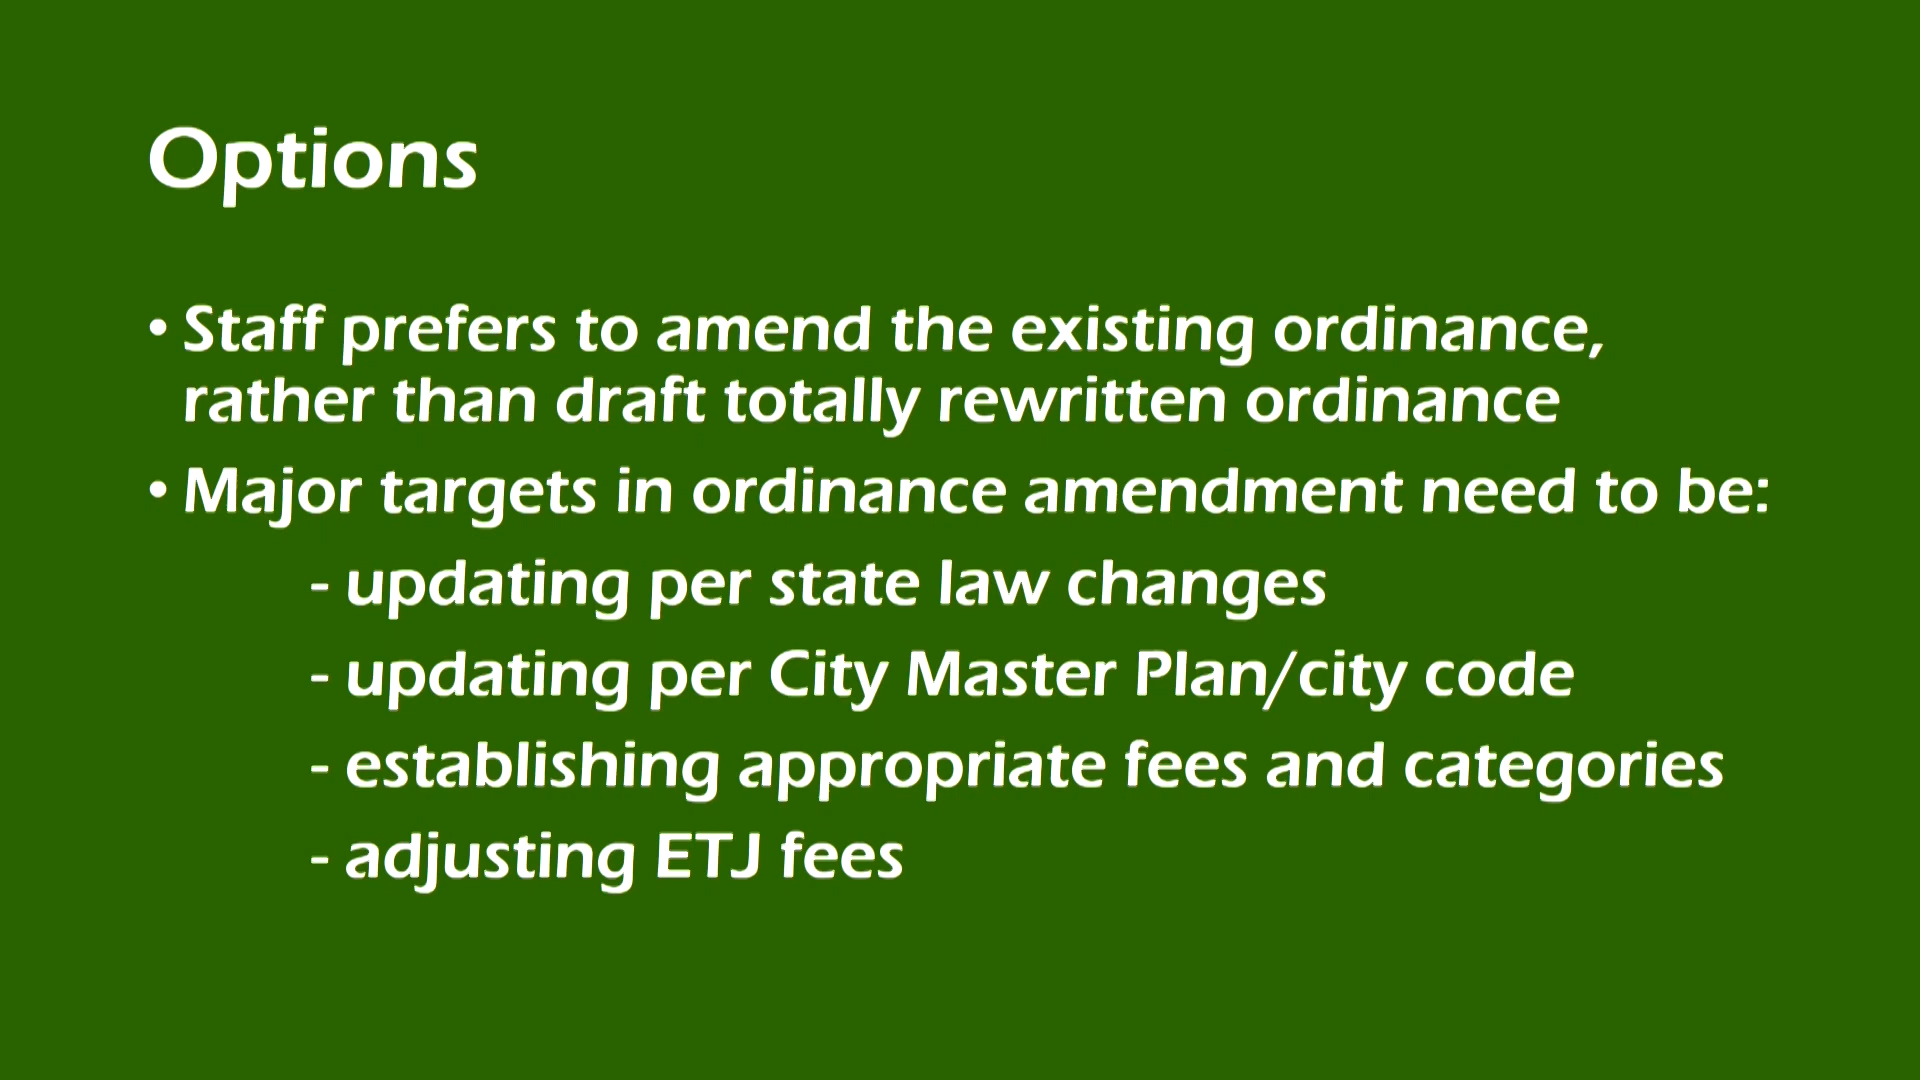 Options
• Staff prefers to amend the existing ordinance,
rather than draft totally rewritten ordinance
• Major targets in ordinance amendment need to be:
- updating per state law changes
- updating per City Master Plan/city code
- establishing appropriate fees and categories
- adjusting ETJ fees